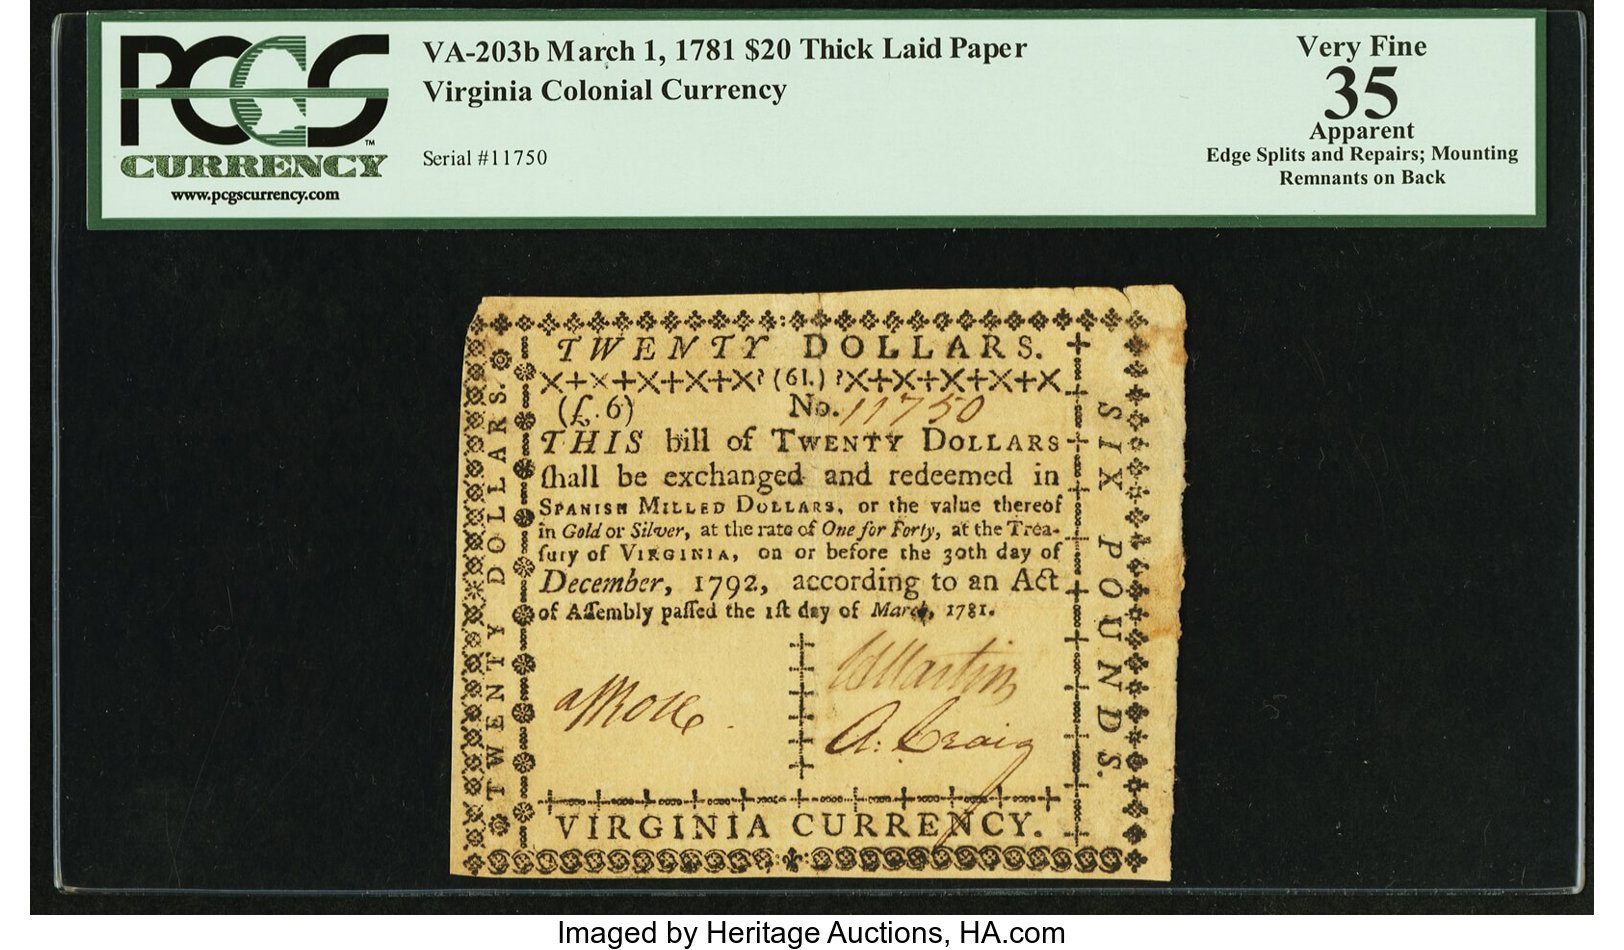 PCGS
TM
CURRENCY
www.pcgscurrency.com
VA-203b March 1, 1781 $20 Thick Laid Paper
Virginia Colonial Currency
Serial #11750
Very Fine
35
Apparent
Edge Splits and Repairs; Mounting
Remnants on Back
TWENTY DOLLARS.
(6l.)
(£.6) No. 11750
THIS bill of TWENTY DOLLARS
ſhall be exchanged and redeemed in
SPANISH MILLED DOLLARS, or the value thereof
in Gold or Silver, at the rate of One for Forty, at the Trea-
ſury of VIRGINIA, on or before the 30th day of
December, 1792, according to an Act
of Aſſembly paſſed the 1ſt day of March, 1781.
TWENTY DOLLARS.
SIX POUNDS.
Martin
A. Craig
VIRGINIA CURRENCY.
Imaged by Heritage Auctions, HA.com